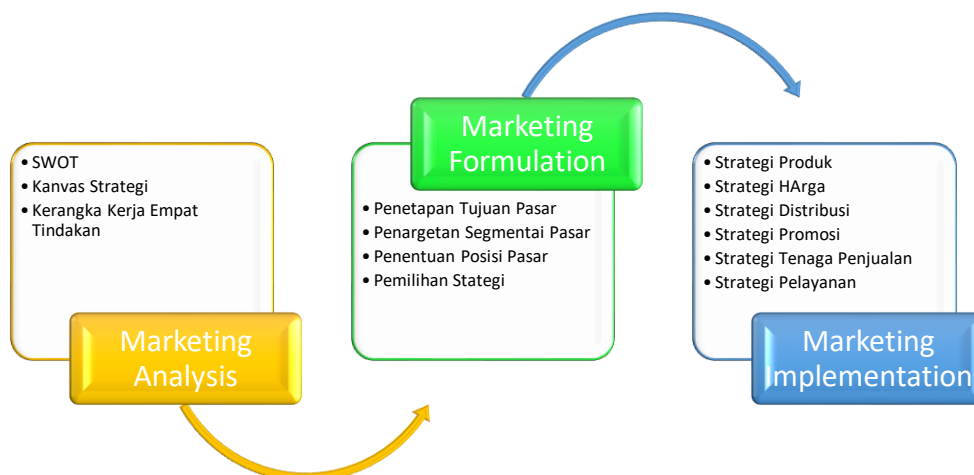 • SWOT
• Kanvas Strategi
• Kerangka Kerja Empat
Tindakan
Marketing
Analysis
Marketing
Formulation
• Penetapan Tujuan Pasar
• Penargetan Segmentai Pasar
• Penentuan Posisi Pasar
• Pemilihan Stategi
• Strategi Produk
• Strategi HArga
• Strategi Distribusi
• Strategi Promosi
• Strategi Tenaga Penjualan
• Strategi Pelayanan
Marketing
Implementation